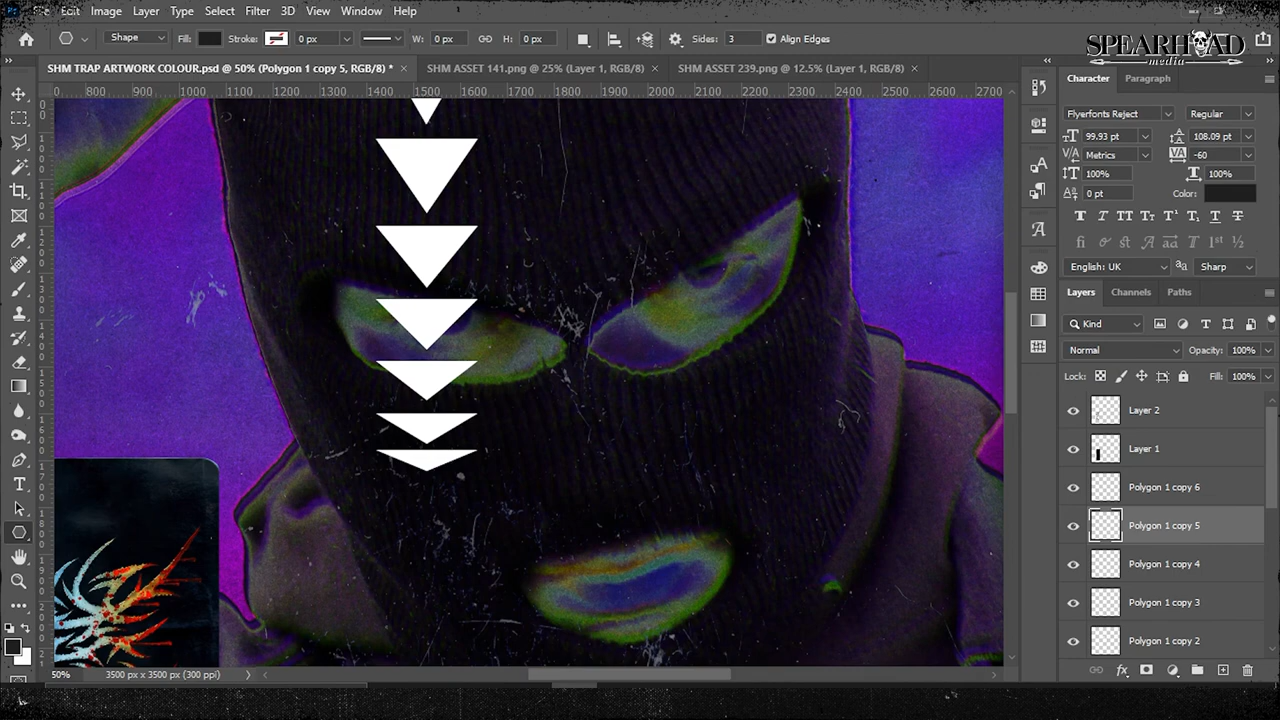 Ps File Edit Image Layer Type Select Filter 3D View Window Help
SPEARHEAD
media
Shape Fill: Stroke: 0 px W: 0 px H: 0 px Sides: 3 Align Edges
SHM TRAP ARTWORK COLOUR.psd @ 50% (Polygon 1 copy 5, RGB/8) * × SHM ASSET 141.png @ 25% (Layer 1, RGB/8) × SHM ASSET 239.png @ 12.5% (Layer 1, RGB/8) ×
0 800 900 1000 1100 1200 1300 1400 1500 1600 1700 1800 1900 2000 2100 2200 2300 2400 2500 2600 2700
Character Paragraph
Flyerfonts Reject Regular
99.93 pt 108.09 pt
Metrics -60
100% 100%
0 pt Color:
English: UK Sharp
Layers Channels Paths
Kind
Normal Opacity: 100%
Lock: Fill: 100%
Layer 2
Layer 1
Polygon 1 copy 6
Polygon 1 copy 5
Polygon 1 copy 4
Polygon 1 copy 3
Polygon 1 copy 2
50% 3500 px x 3500 px (300 ppi)